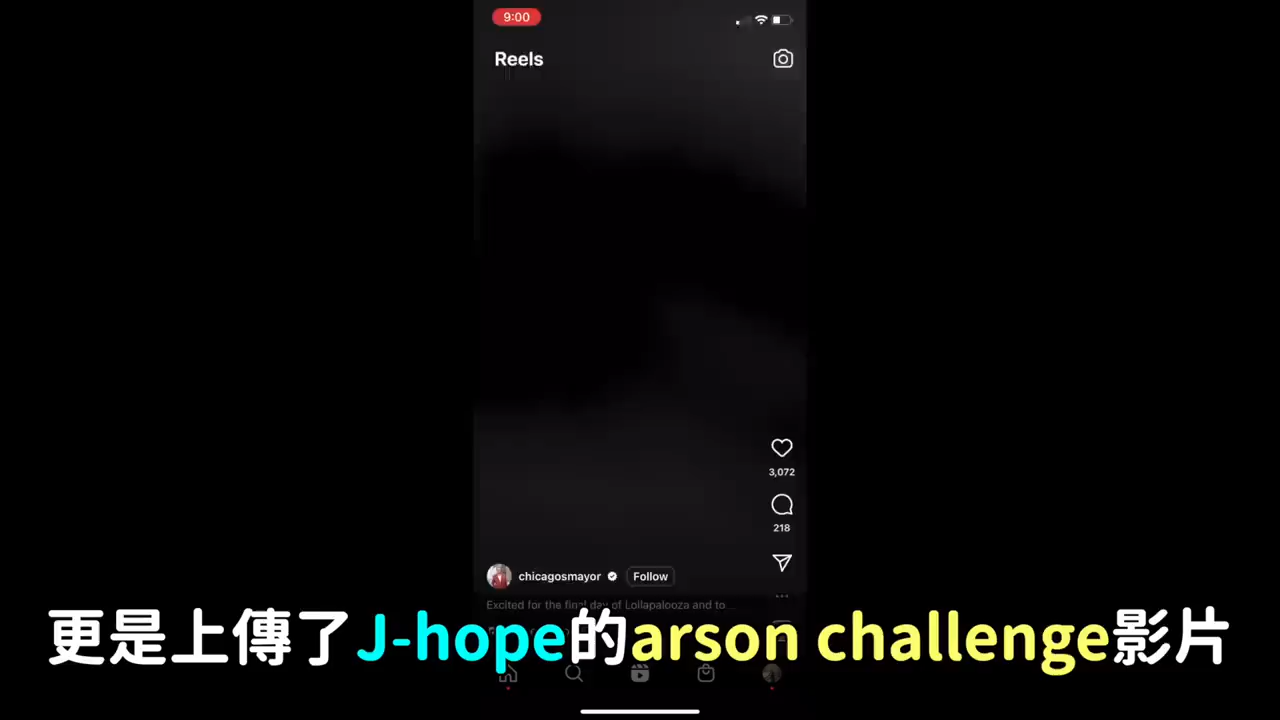 9:00
Reels
3,072
218
chicagosmayor
Follow
Excited for the final day of Lollapalooza and to ...
更是上傳了J-hope的arson challenge影片